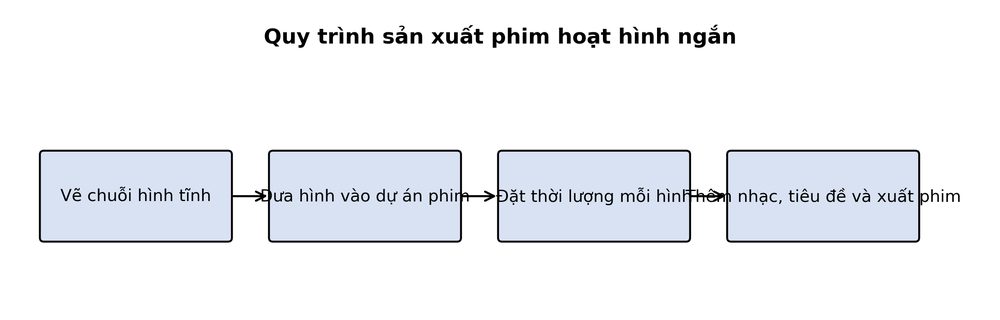 Quy trình sản xuất phim hoạt hình ngắn
Vẽ chuỗi hình tĩnh
Đưa hình vào dự án phim
Đặt thời lượng mỗi hình
Thêm nhạc, tiêu đề và xuất phim